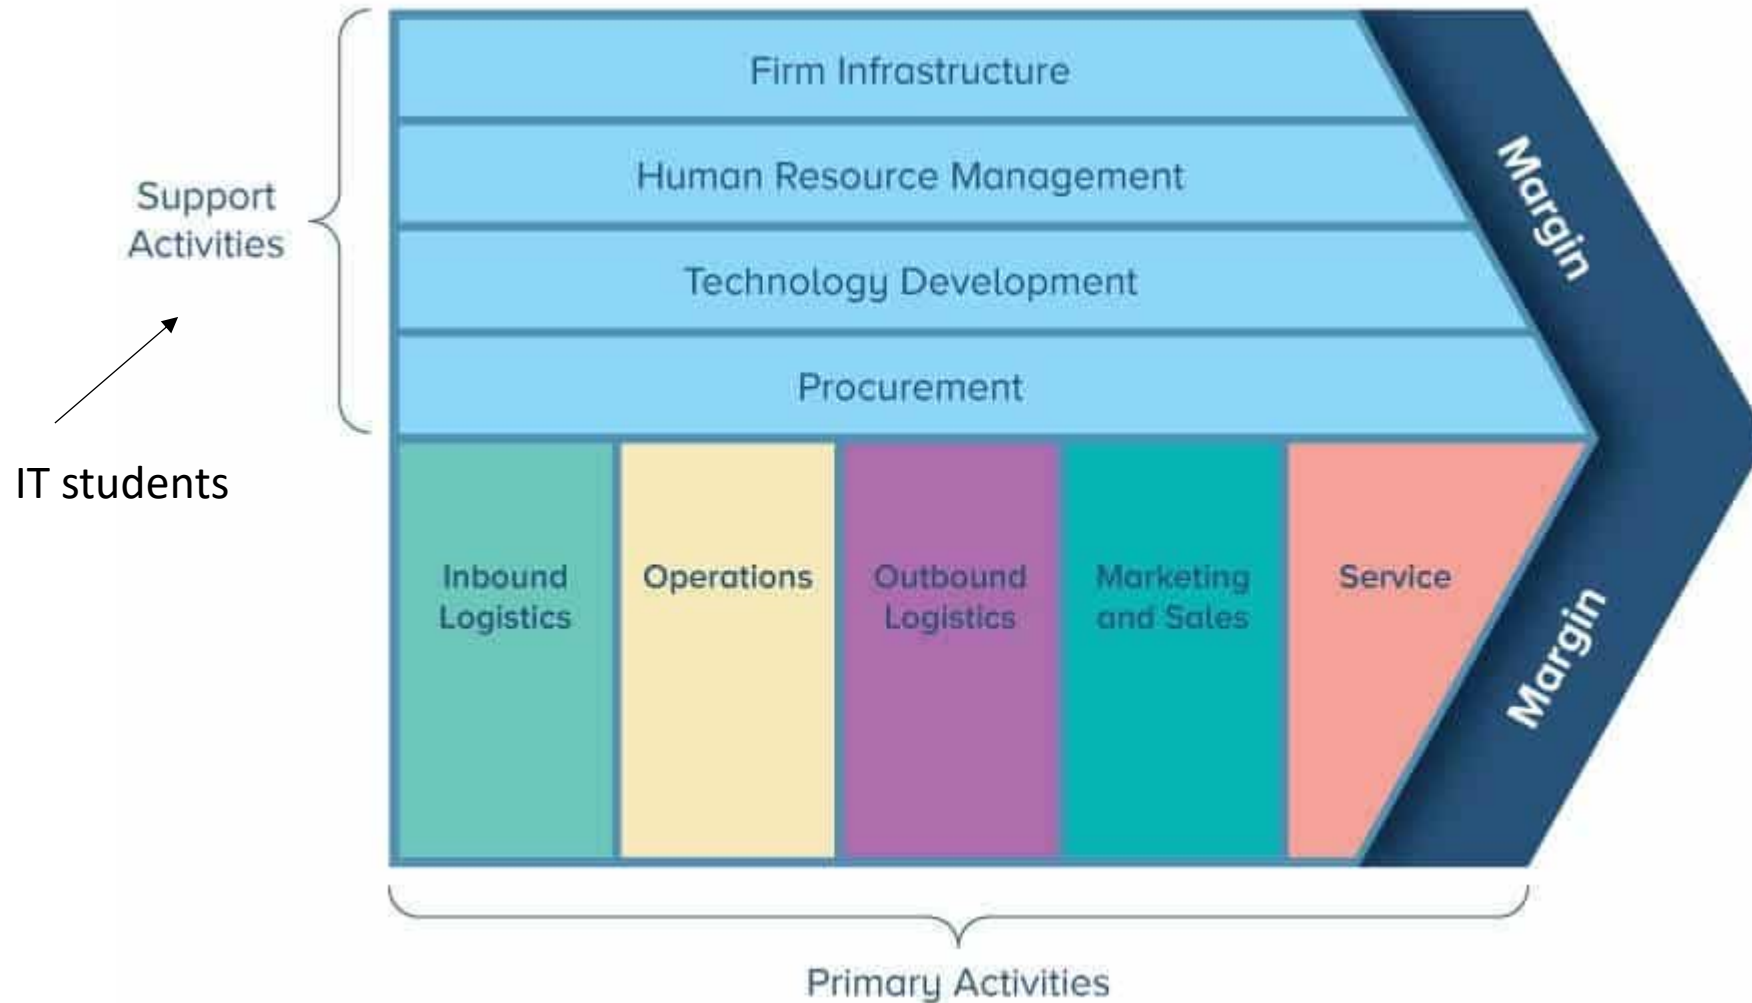 Firm Infrastructure
Human Resource Management
Technology Development
Procurement
Support
Activities
IT students
Inbound
Logistics
Operations
Outbound
Logistics
Marketing
and Sales
Service
Margin
Margin
Primary Activities